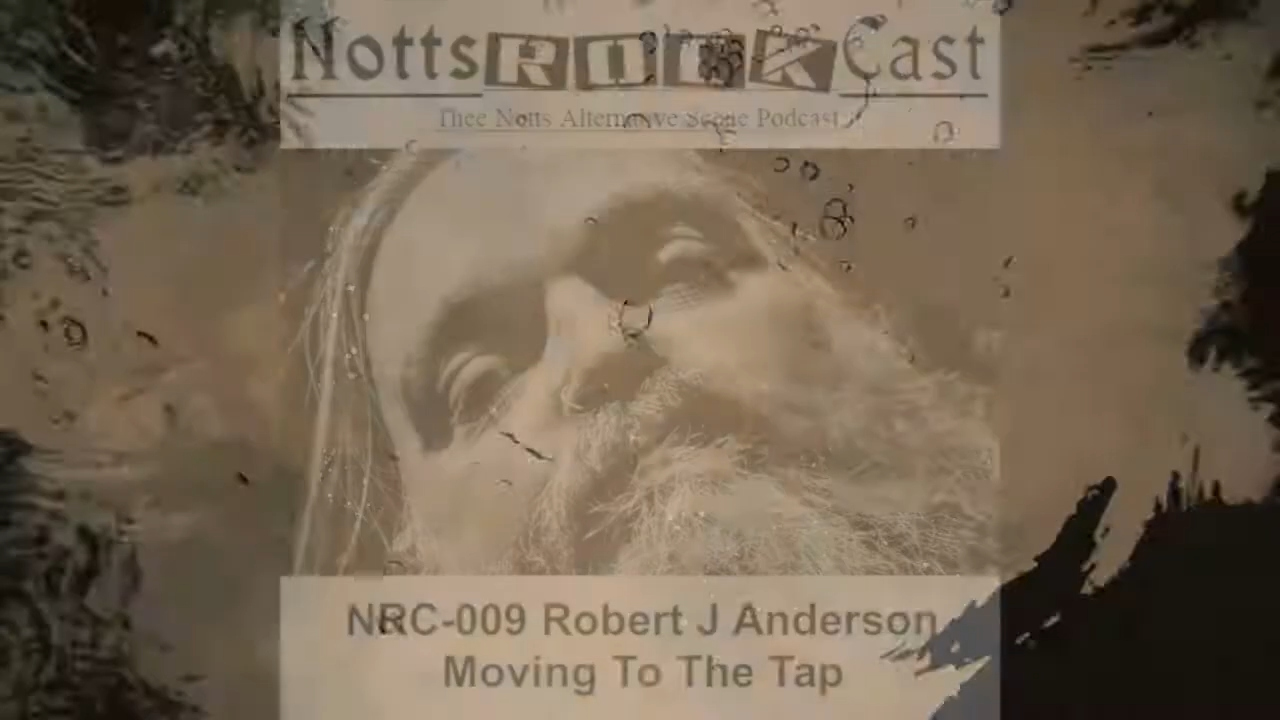 NottsROCKCast
Thee Notts Alternative Scene Podcast
NRC-009 Robert J Anderson
Moving To The Tap